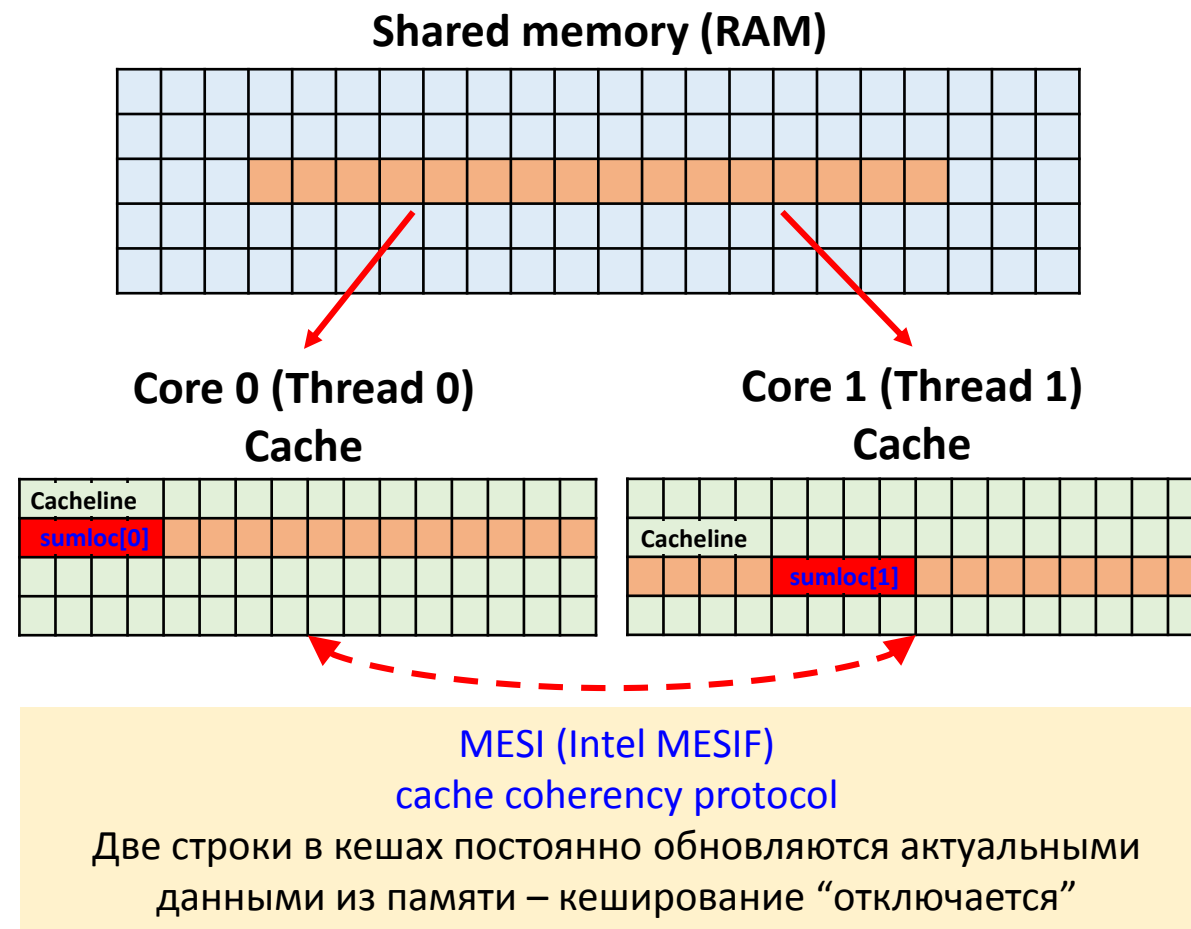 Shared memory (RAM)
Core 0 (Thread 0)
Cache
Core 1 (Thread 1)
Cache
Cacheline
sumloc[0]
Cacheline
sumloc[1]
MESI (Intel MESIF)
cache coherency protocol
Две строки в кешах постоянно обновляются актуальными
данными из памяти – кеширование “отключается”